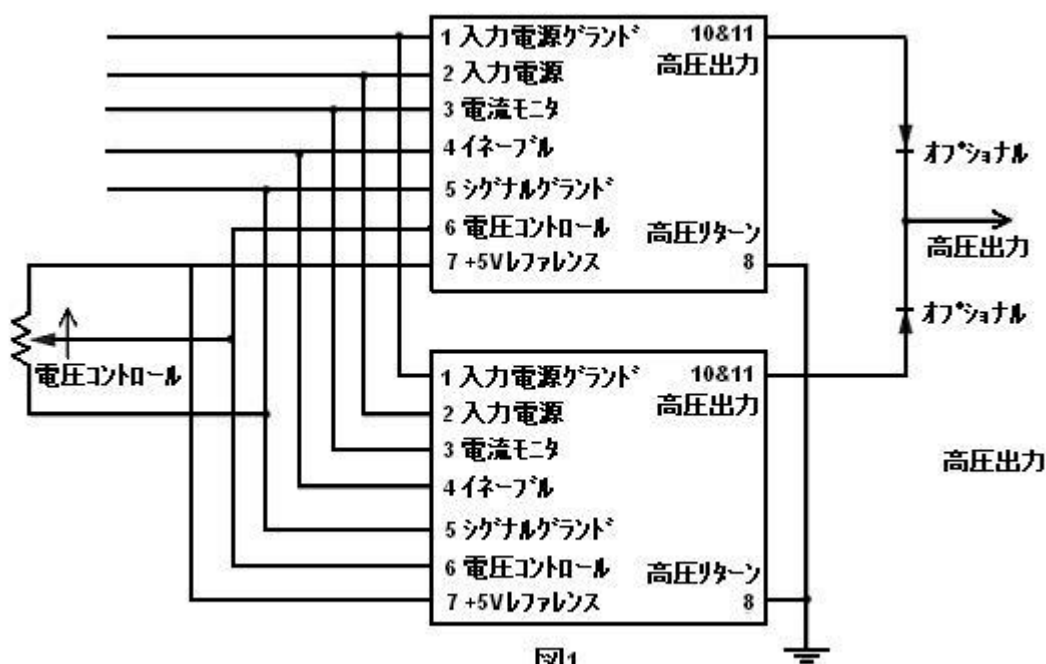 1 入力電源ｸﾞﾗﾝﾄﾞ 10&11
高圧出力
2 入力電源
3 電流ﾓﾆﾀ
4 ｲﾈｰﾌﾞﾙ
5 ｼｸﾞﾅﾙｸﾞﾗﾝﾄﾞ
6 電圧ｺﾝﾄﾛｰﾙ 高圧ﾘﾀｰﾝ
7 +5Vﾚﾌｧﾚﾝｽ 8
ｵﾌﾟｼｮﾅﾙ
高圧出力
ｵﾌﾟｼｮﾅﾙ
電圧ｺﾝﾄﾛｰﾙ
1 入力電源ｸﾞﾗﾝﾄﾞ 10&11
高圧出力
2 入力電源
3 電流ﾓﾆﾀ
4 ｲﾈｰﾌﾞﾙ
5 ｼｸﾞﾅﾙｸﾞﾗﾝﾄﾞ
6 電圧ｺﾝﾄﾛｰﾙ 高圧ﾘﾀｰﾝ
7 +5Vﾚﾌｧﾚﾝｽ 8
高圧出力
図1